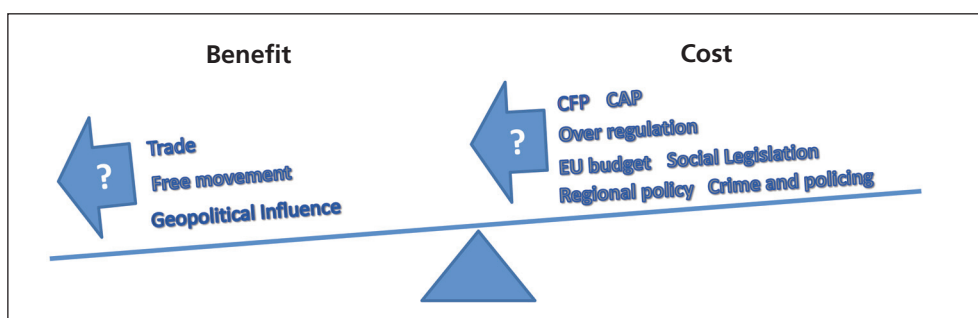 Benefit
?
Trade
Free movement
Geopolitical Influence
Cost
?
CFP CAP
Over regulation
EU budget Social Legislation
Regional policy Crime and policing